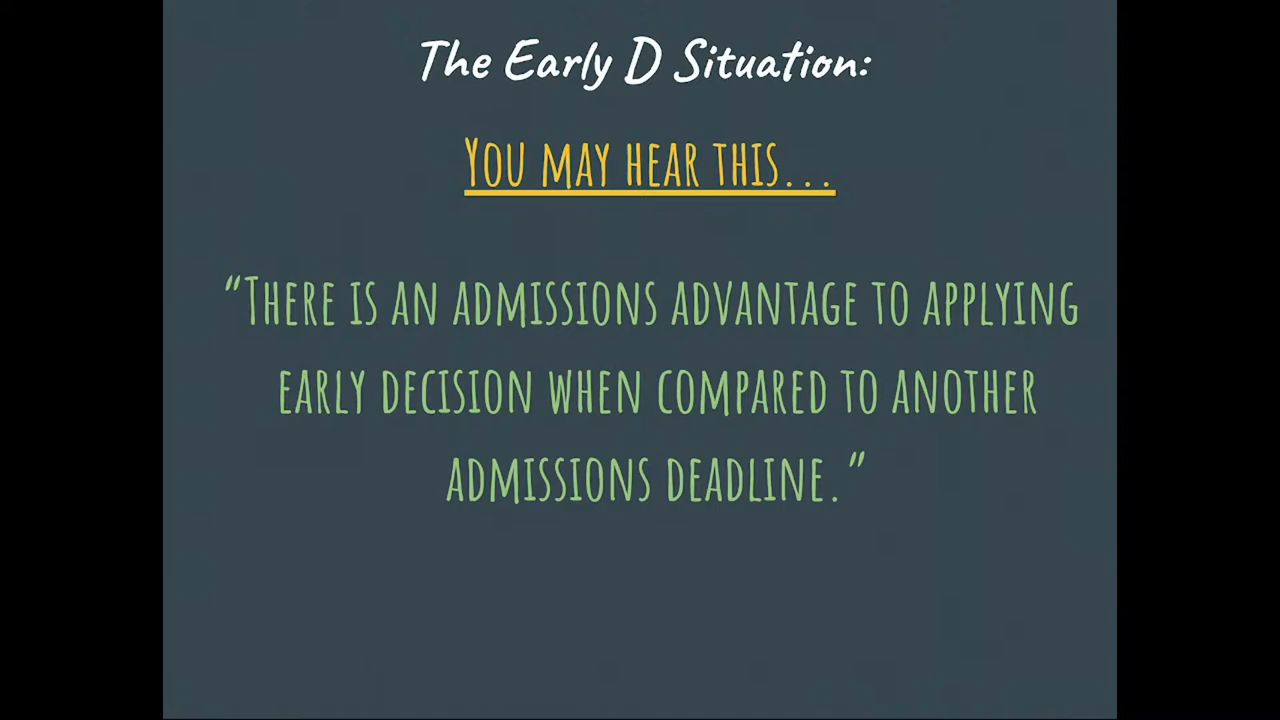 The Early D Situation:
You may hear this...
“There is an admissions advantage to applying
early decision when compared to another
admissions deadline.”